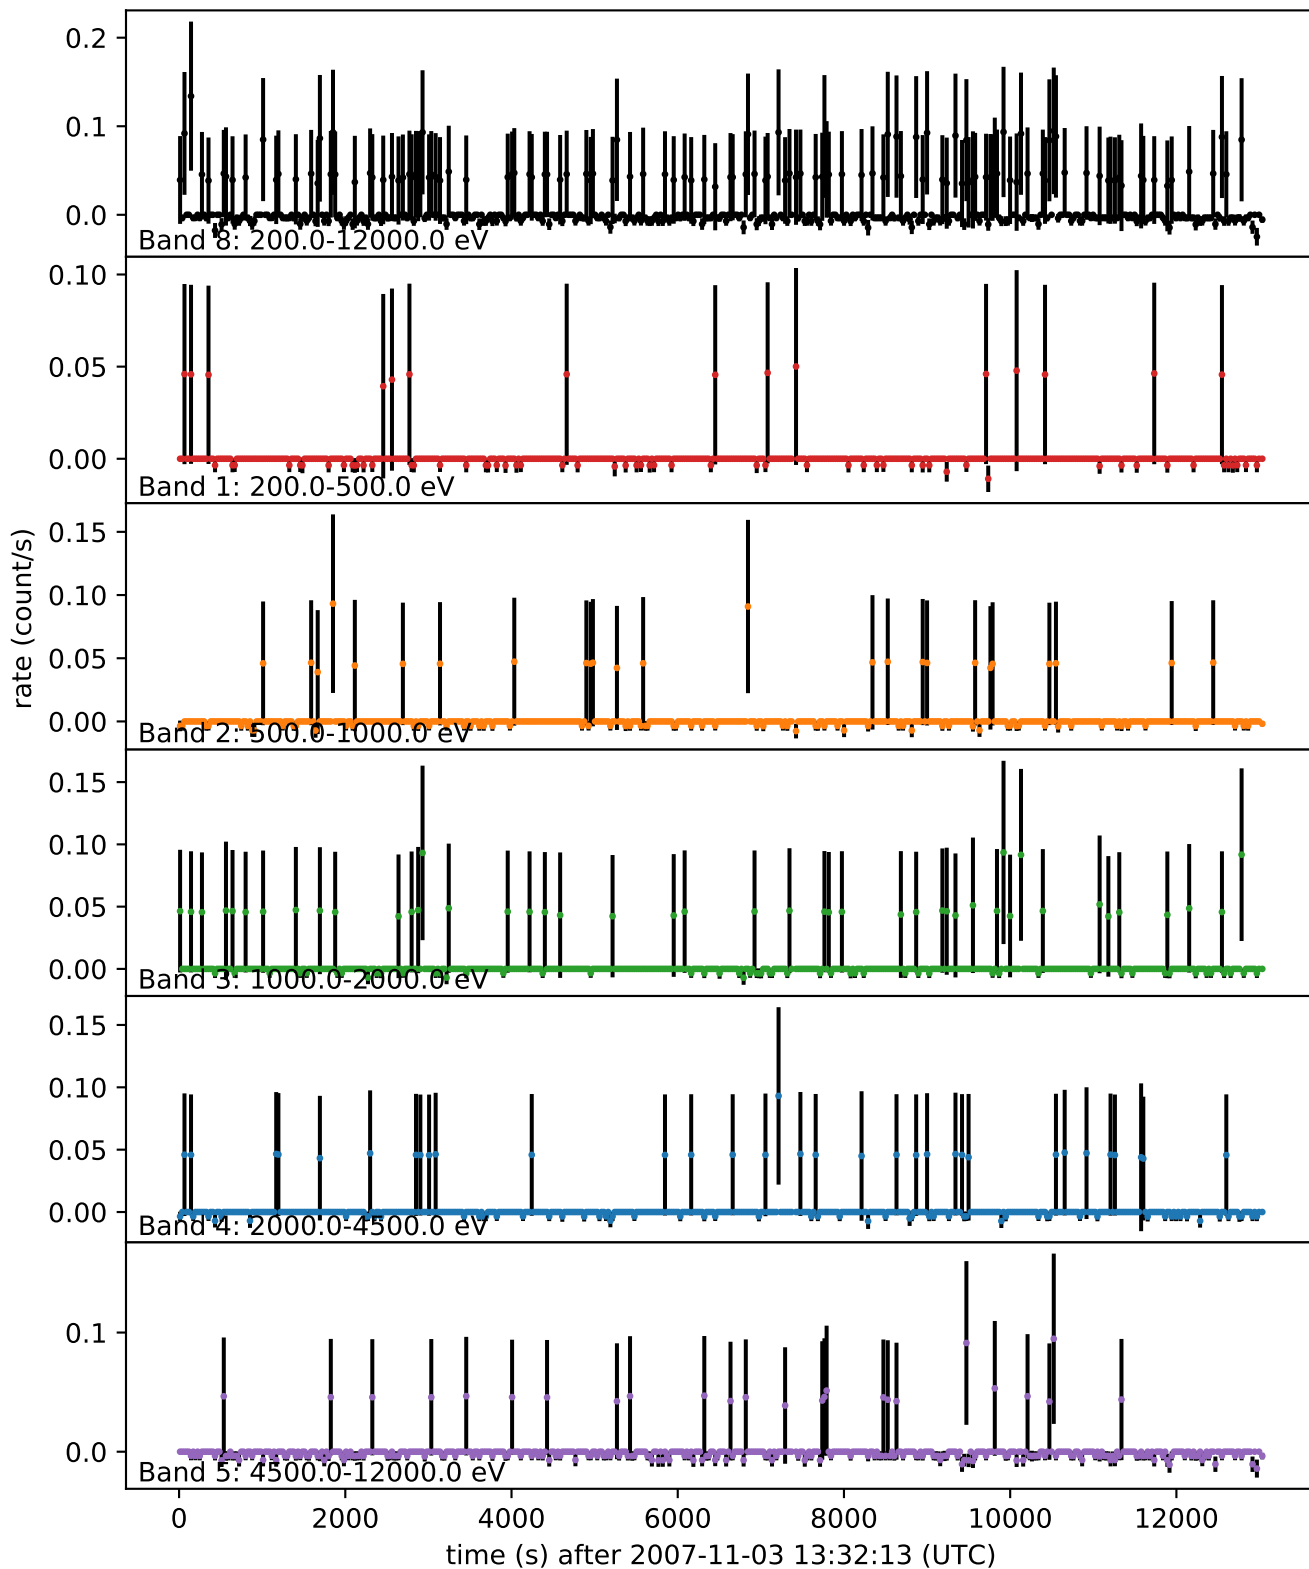 0.2
0.1
0.0
Band 8: 200.0-12000.0 eV
0.10
0.05
0.00
Band 1: 200.0-500.0 eV
0.15
0.10
0.05
0.00
Band 2: 500.0-1000.0 eV
rate (count/s)
0.15
0.10
0.05
0.00
Band 3: 1000.0-2000.0 eV
0.15
0.10
0.05
0.00
Band 4: 2000.0-4500.0 eV
0.1
0.0
Band 5: 4500.0-12000.0 eV
0 2000 4000 6000 8000 10000 12000
time (s) after 2007-11-03 13:32:13 (UTC)